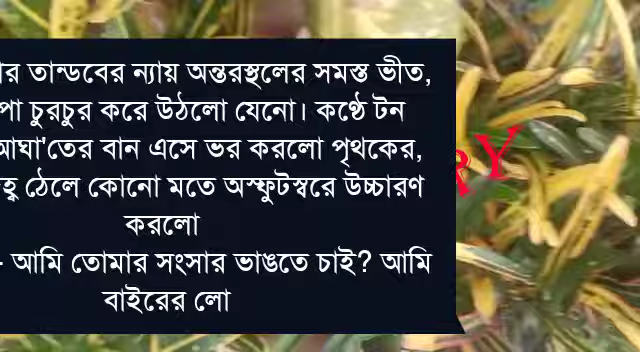 র তান্ডবের ন্যায় অন্তরস্থলের সমস্ত ভীত,
পা চুরচুর করে উঠলো যেনো। কণ্ঠে টন
আঘা'তের বান এসে ভর করলো পৃথকের,
ঠেলে কোনো মতে অস্ফুটস্বরে উচ্চারণ
করলো
- আমি তোমার সংসার ভাঙতে চাই? আমি
বাইরের লো
RY